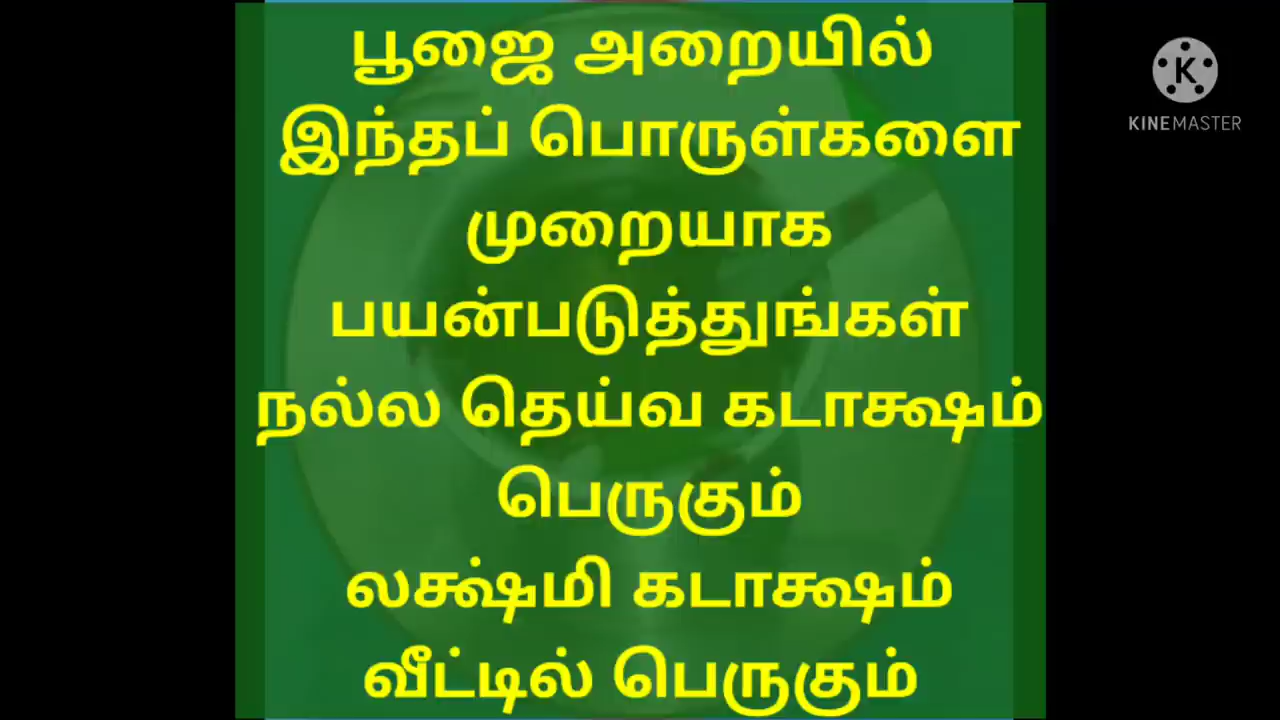 பூஜை அறையில்
இந்தப் பொருள்களை
முறையாக
பயன்படுத்துங்கள்
நல்ல தெய்வ கடாக்ஷம்
பெருகும்
லக்ஷ்மி கடாக்ஷம்
வீட்டில் பெருகும்
K
KINEMASTER